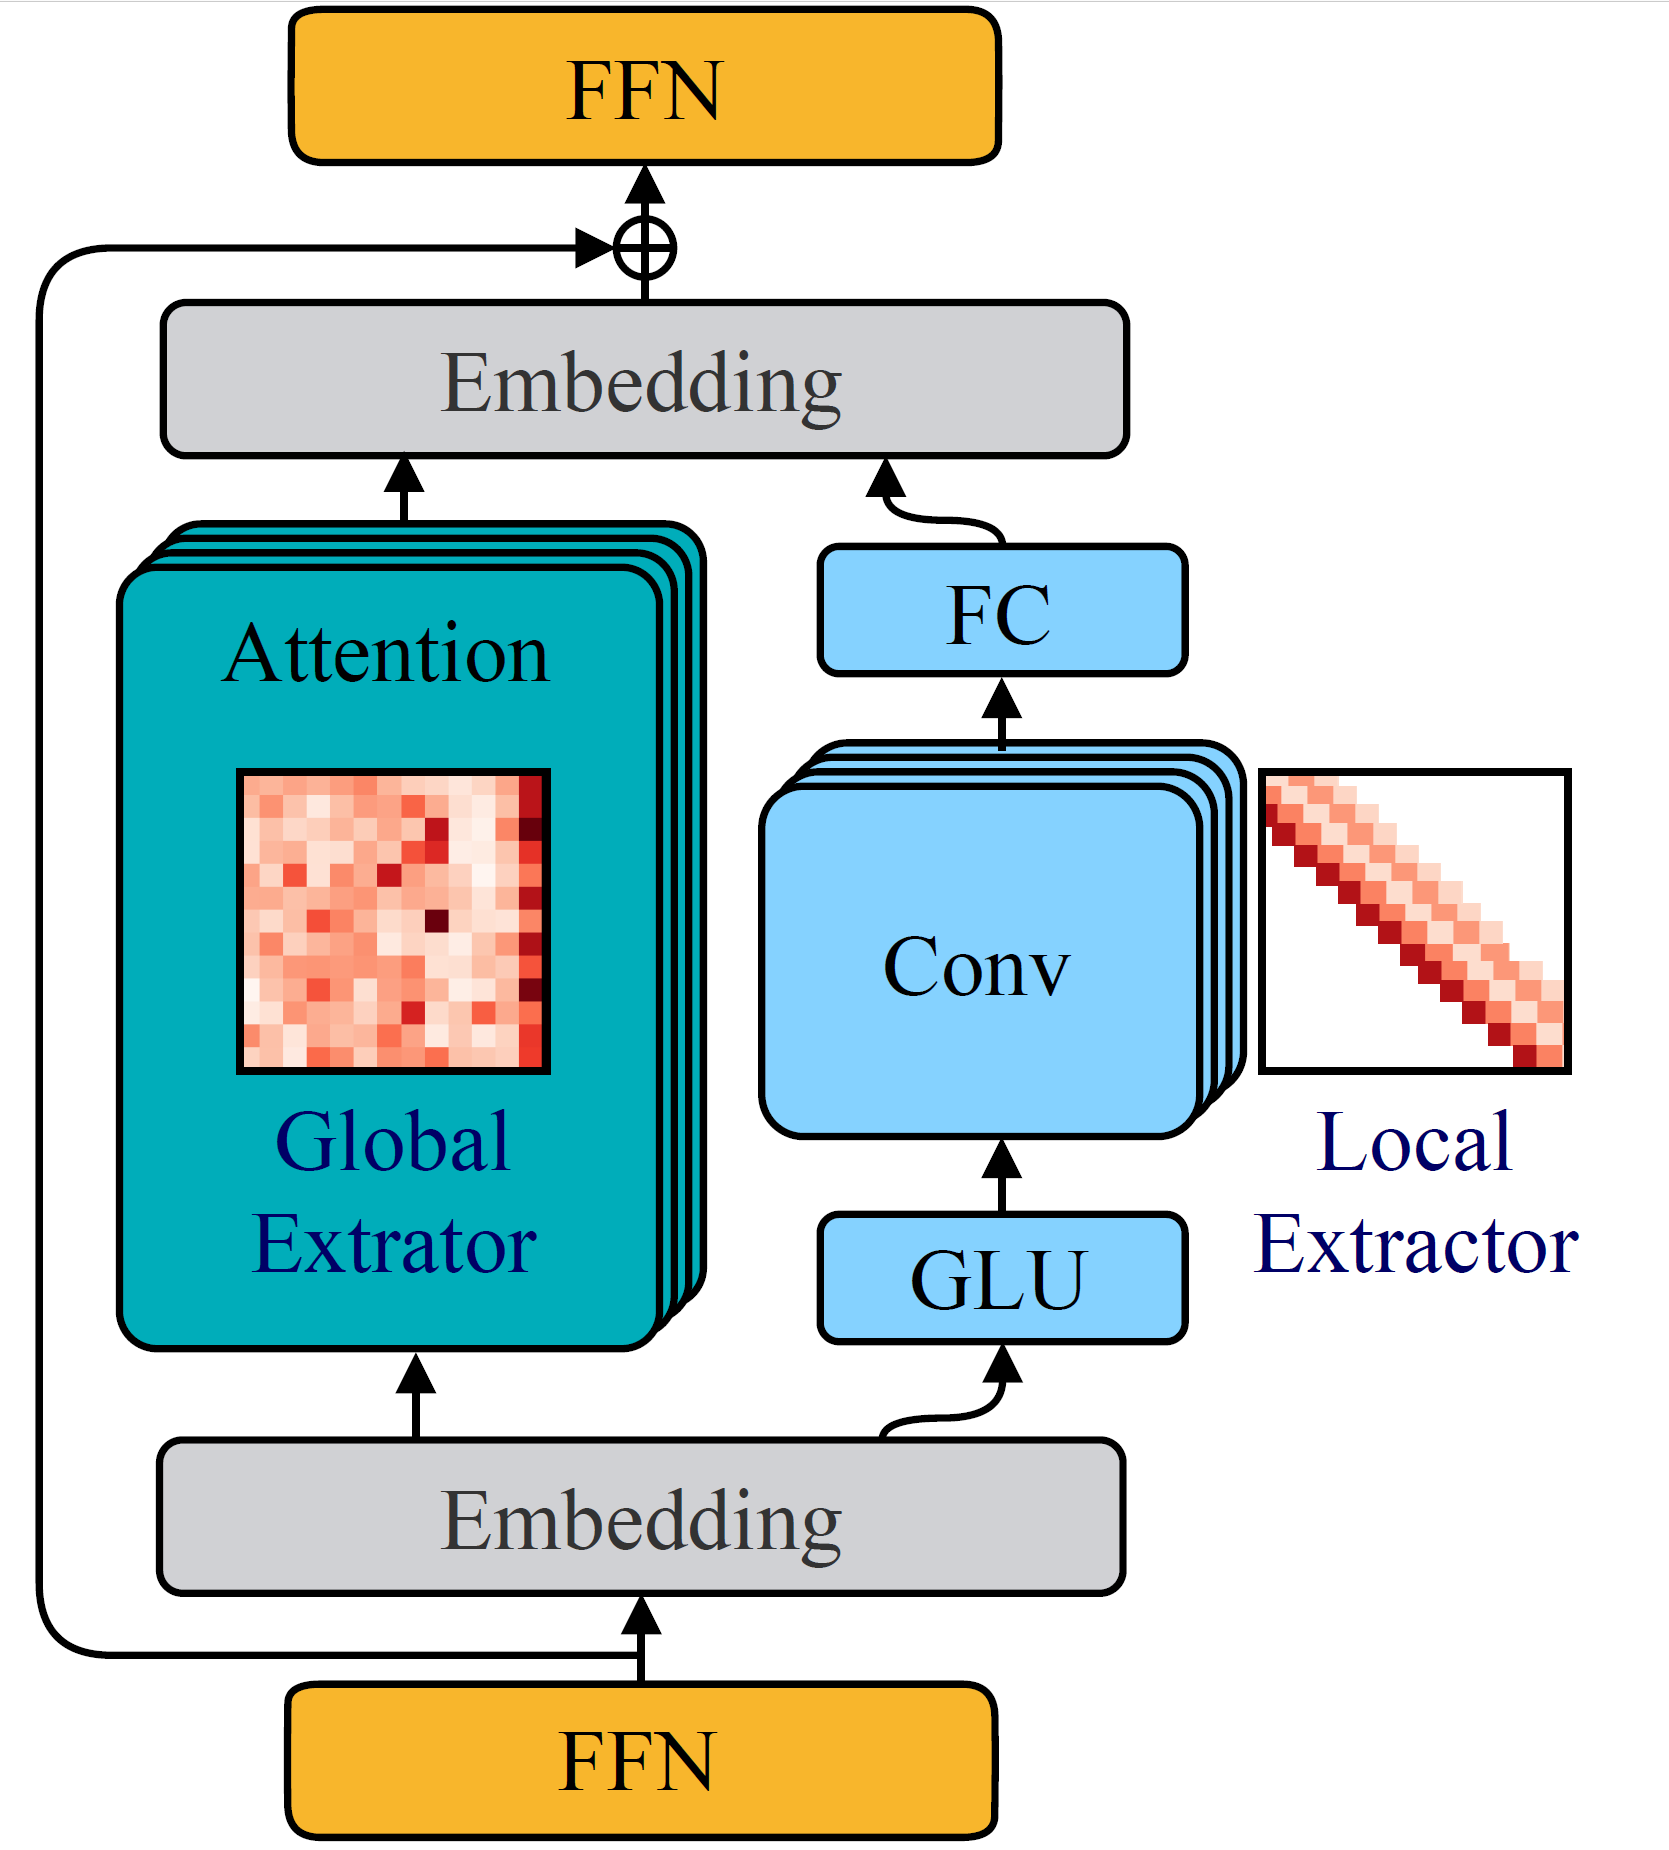 FFN
Embedding
Attention
Global
Extrator
FC
Conv
GLU
Local
Extractor
Embedding
FFN